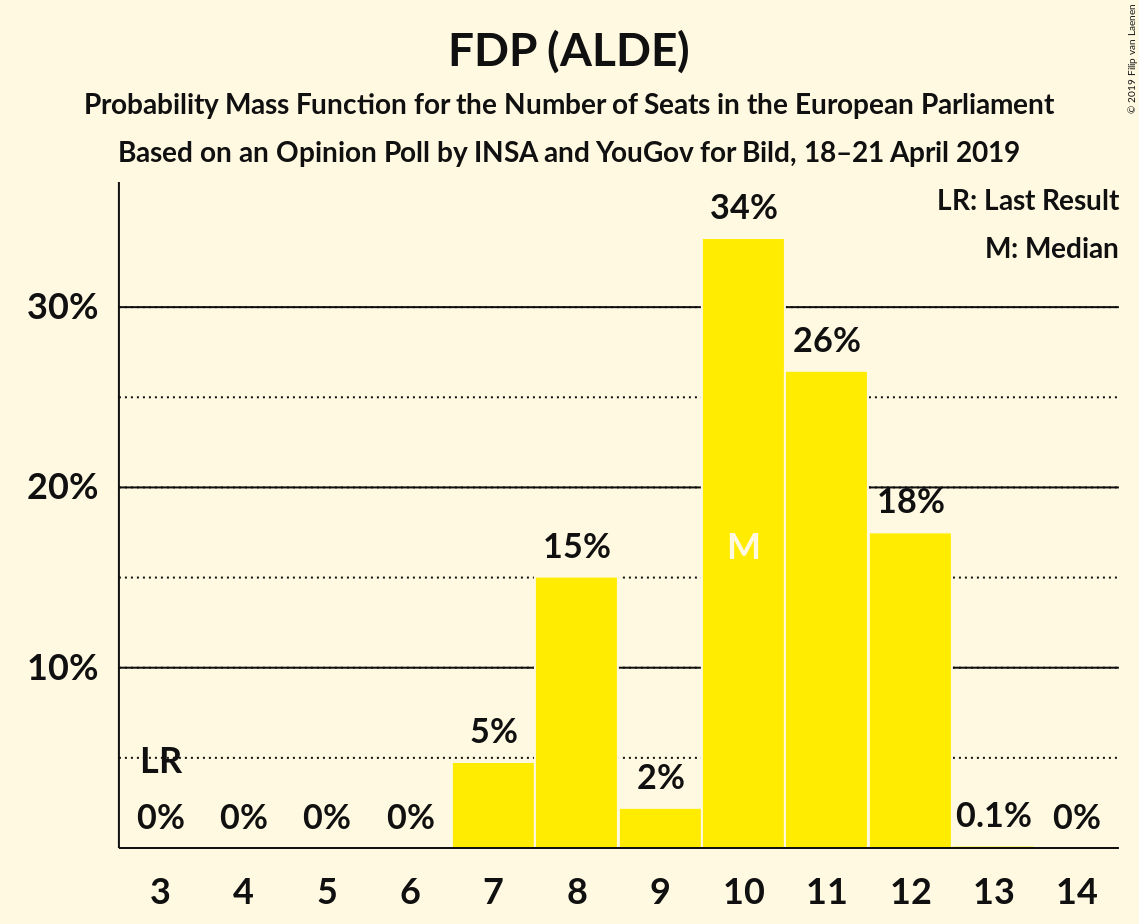 FDP (ALDE)
Probability Mass Function for the Number of Seats in the European Parliament
Based on an Opinion Poll by INSA and YouGov for Bild, 18–21 April 2019
© 2019 Filip van Laenen
LR: Last Result
M: Median
34%
30%
26%
20%
18%
15%
M
10%
5%
LR
2%
0% 0% 0% 0% 0.1% 0%
3 4 5 6 7 8 9 10 11 12 13 14